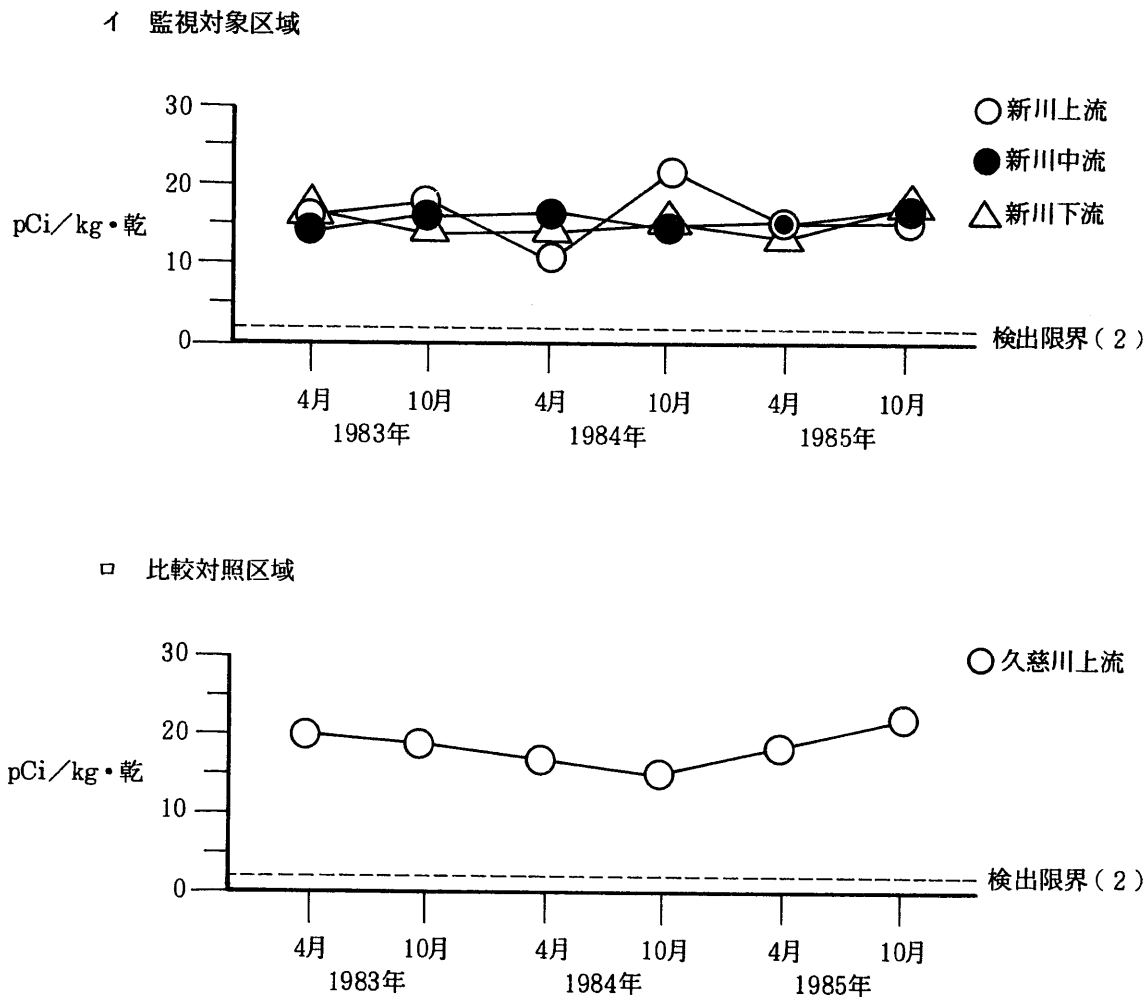 イ 監視対象区域
30
20
10
0
pCi/kg・乾
新川上流
新川中流
新川下流
検出限界(2)
4月 10月 4月 10月 4月 10月
1983年 1984年 1985年
ロ 比較対照区域
30
20
10
0
pCi/kg・乾
久慈川上流
検出限界(2)
4月 10月 4月 10月 4月 10月
1983年 1984年 1985年